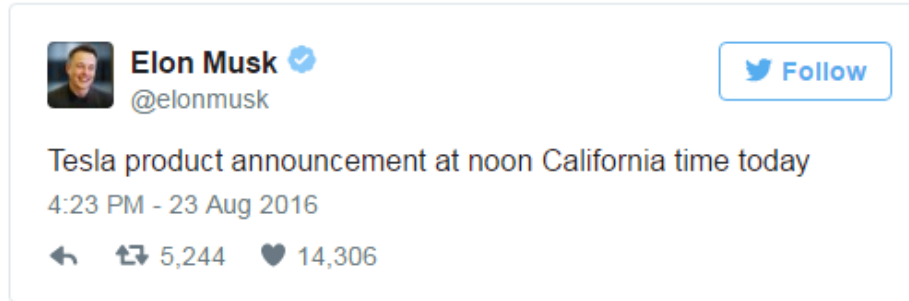 Elon Musk
@elonmusk
Follow
Tesla product announcement at noon California time today
4:23 PM - 23 Aug 2016
5,244 14,306